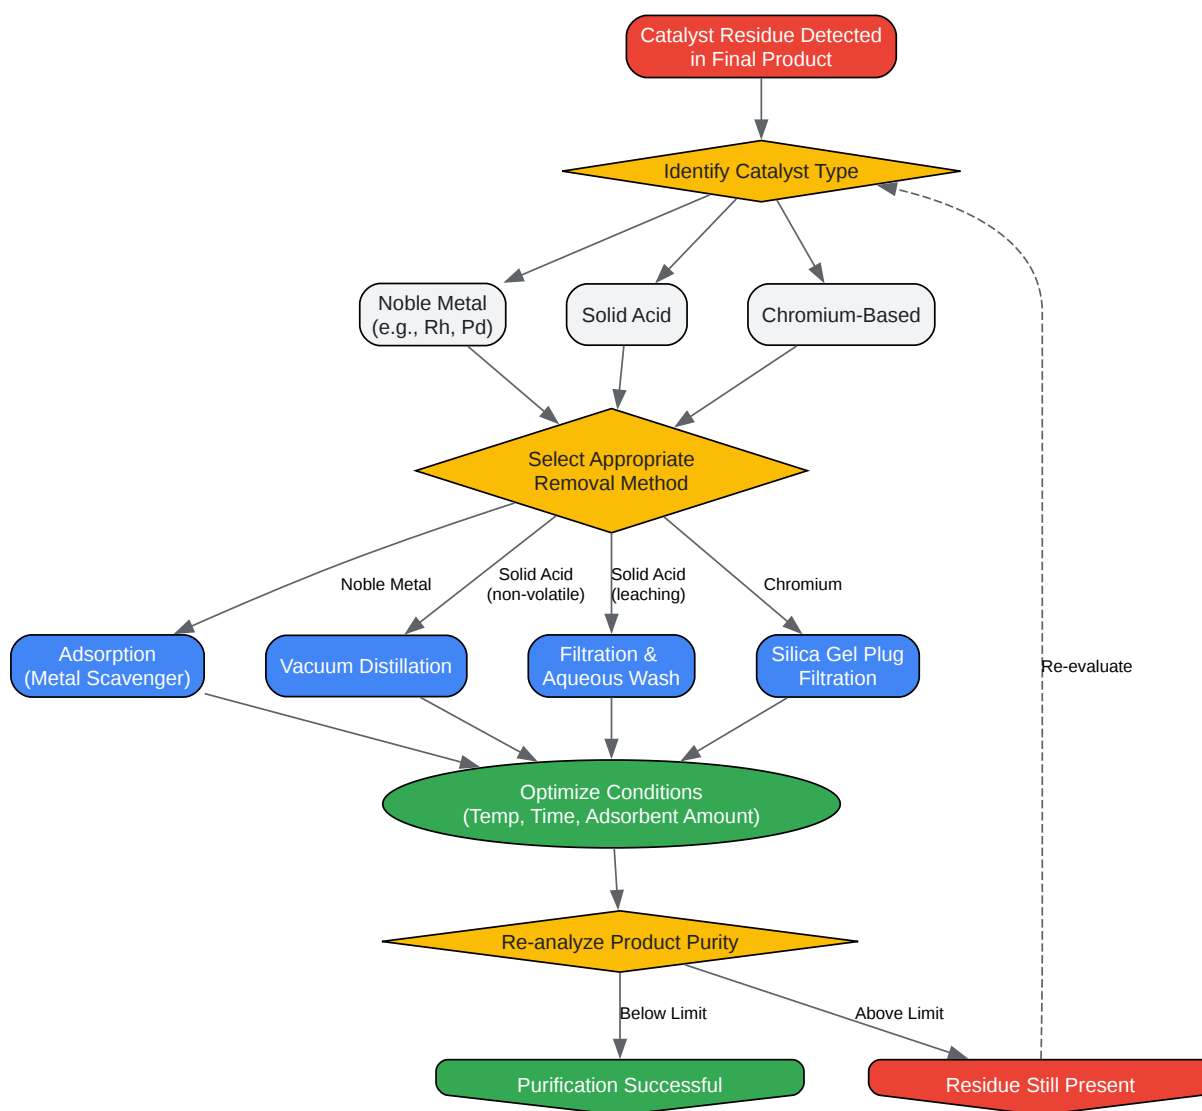 Catalyst Residue Detected
in Final Product
Identify Catalyst Type
Noble Metal
(e.g., Rh, Pd)
Solid Acid
Chromium-Based
Select Appropriate
Removal Method
Noble Metal
Solid Acid
(non-volatile)
Solid Acid
(leaching)
Chromium
Adsorption
(Metal Scavenger)
Vacuum Distillation
Filtration &
Aqueous Wash
Silica Gel Plug
Filtration
Re-evaluate
Optimize Conditions
(Temp, Time, Adsorbent Amount)
Re-analyze Product Purity
Below Limit
Above Limit
Purification Successful
Residue Still Present